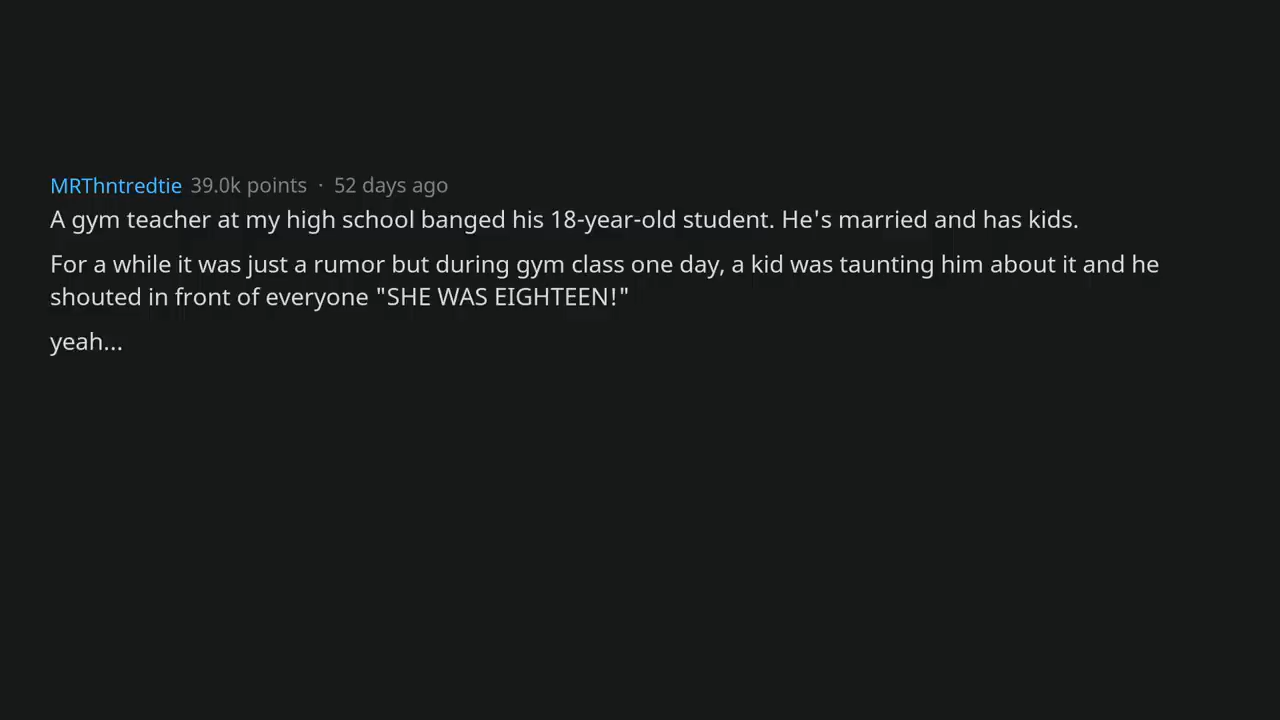 MRThntredtie 39.0k points · 52 days ago
A gym teacher at my high school banged his 18-year-old student. He's married and has kids.
For a while it was just a rumor but during gym class one day, a kid was taunting him about it and he
shouted in front of everyone "SHE WAS EIGHTEEN!"
yeah...